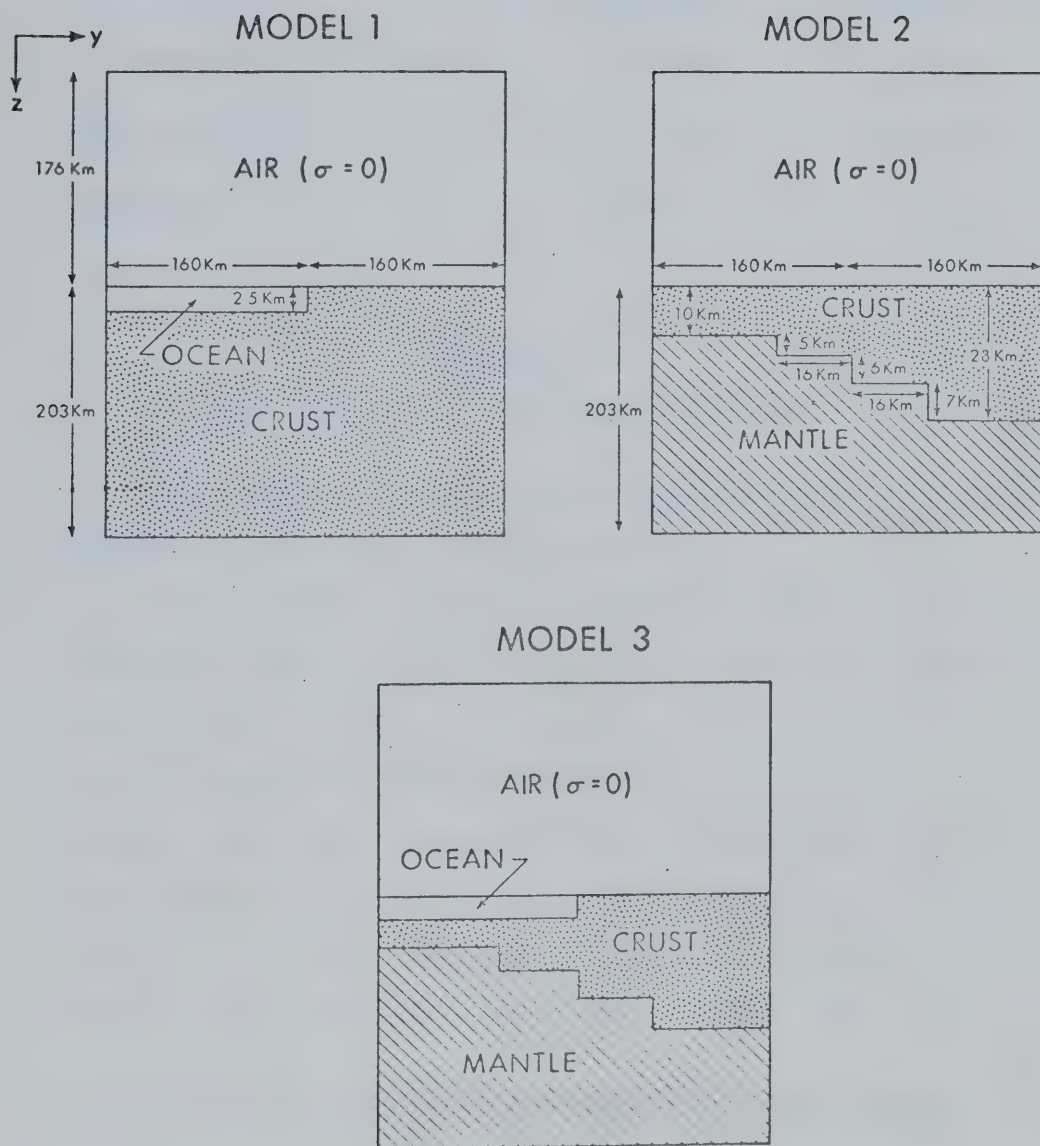 MODEL 1
y
z
176 Km
AIR ( σ = 0)
160 Km
160 Km
2 5 Km
OCEAN
203 Km
CRUST
MODEL 2
AIR ( σ = 0)
160 Km
160 Km
10 Km
CRUST
5 Km
16 Km
6 Km
28 Km
16 Km
7 Km
203 Km
MANTLE
MODEL 3
AIR ( σ = 0)
OCEAN
CRUST
MANTLE